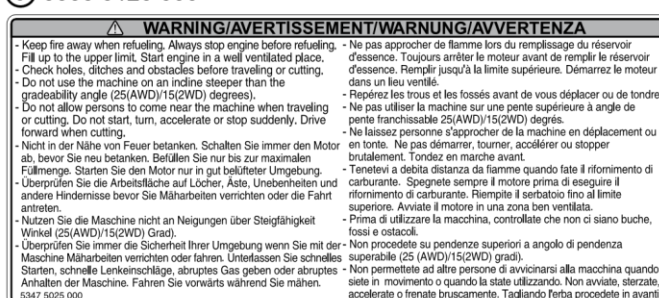 WARNING/AVERTISSEMENT/WARNUNG/AVVERTENZA
- Keep fire away when refueling. Always stop engine before refueling.
Fill up to the upper limit. Start engine in a well ventilated place.
- Check holes, ditches and obstacles before traveling or cutting.
- Do not use the machine on an incline steeper than the
gradeability angle (25(AWD)/15(2WD) degrees).
- Do not allow persons to come near the machine when traveling
or cutting. Do not start, turn, accelerate or stop suddenly. Drive
forward when cutting.
- Nicht in der Nähe von Feuer betanken. Schalten Sie immer den Motor
ab, bevor Sie neu betanken. Befüllen Sie nur bis zur maximalen
Füllmenge. Starten Sie den Motor nur in gut belüfteter Umgebung.
- Überprüfen Sie die Arbeitsfläche auf Löcher, Äste, Unebenheiten und
andere Hindernisse bevor Sie Mäharbeiten verrichten oder die Fahrt
antreten.
- Nutzen Sie die Maschine nicht an Neigungen über Steigfähigkeit
Winkel (25(AWD)/15(2WD) Grad).
- Überprüfen Sie immer die Sicherheit Ihrer Umgebung wenn Sie mit der
Maschine Mäharbeiten verrichten oder fahren. Unterlassen Sie schnelles
Starten, schnelle Lenkeinschläge, abruptes Gas geben oder abruptes
Anhalten der Maschine. Fahren Sie vorwärts während Sie mähen.
5347 5025 000
- Ne pas approcher de flamme lors du remplissage du réservoir
d'essence. Toujours arrêter le moteur avant de remplir le réservoir
d'essence. Remplir jusqu'à la limite supérieure. Démarrez le moteur
dans un lieu ventilé.
- Repérez les trous et les fossés avant de vous déplacer ou de tondre.
- Ne pas utiliser la machine sur une pente supérieure à angle de
pente franchissable 25(AWD)/15(2WD) degrés.
- Ne laissez personne s'approcher de la machine en déplacement ou
en tonte. Ne pas démarrer, tourner, accélérer ou stopper
brutalement. Tondez en marche avant.
- Tenetevi a debita distanza da fiamme quando fate il rifornimento di
carburante. Spegnete sempre il motore prima di eseguire il
rifornimento di carburante. Riempite il serbatoio fino al limite
superiore. Avviate il motore in una zona ben ventilata.
- Prima di utilizzare la macchina, controllate che non ci siano buche,
fossi e ostacoli.
- Non procedete su pendenze superiori a angolo di pendenza
superabile (25 (AWD)/15(2WD) gradi).
- Non permettete ad altre persone di avvicinarsi alla macchina quando
siete in movimento o quando la state utilizzando. Non avviate, sterzate,
accelerate o frenate bruscamente. Tagliando l'erba procedete in avanti.